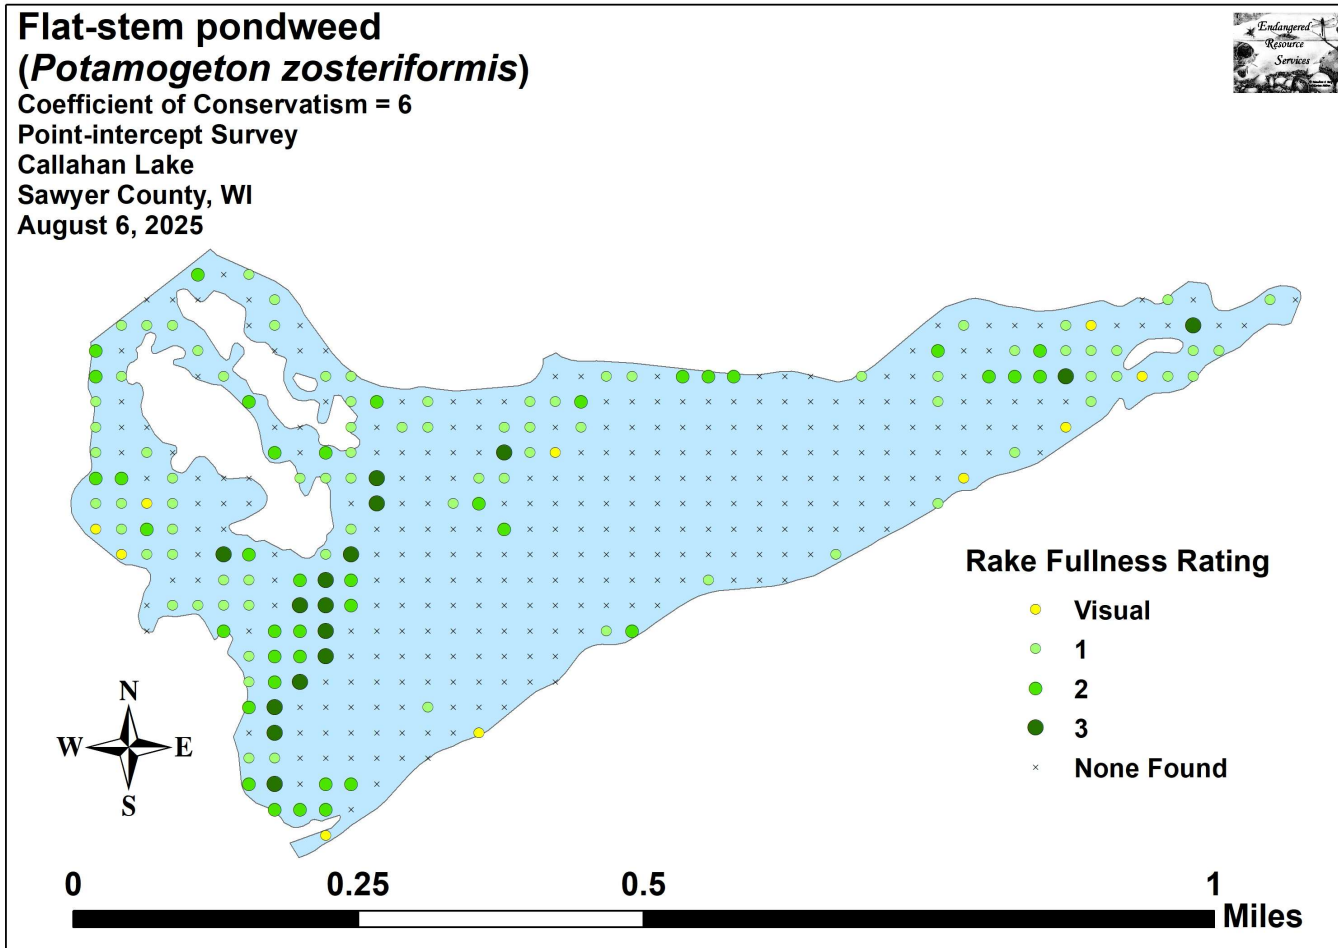 Flat-stem pondweed
(Potamogeton zosteriformis)
Coefficient of Conservatism = 6
Point-intercept Survey
Callahan Lake
Sawyer County, WI
August 6, 2025
Endangered
Resource
Services
Rake Fullness Rating
Visual
1
2
3
None Found
N
W E
S
0 0.25 0.5 1
Miles